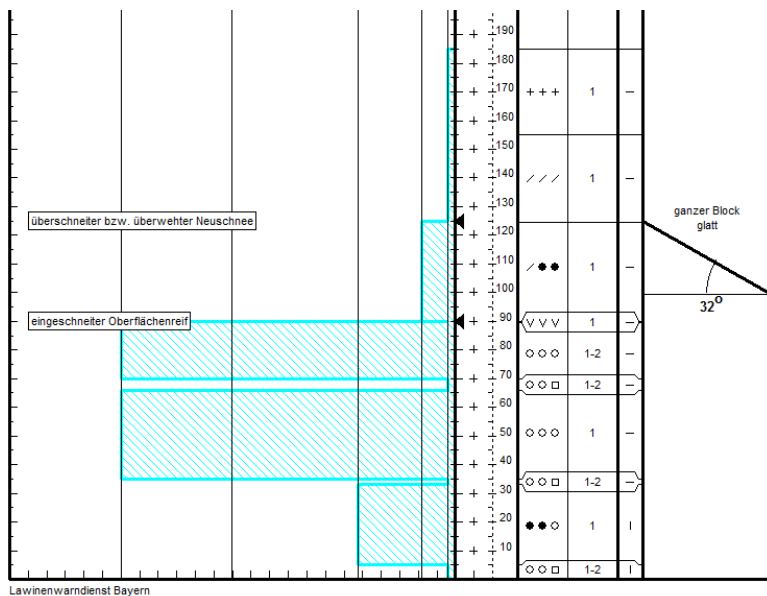 190
180
170
+ + + 1 –
160
150
140
/ / / 1 –
130
überschneiter bzw. überwehter Neuschnee
ganzer Block
glatt
120
110
/ ● ● 1 –
100
32°
eingeschneiter Oberflächenreif
90
v v v 1 –
80
○ ○ ○ 1-2 –
70
○ ○ □ 1-2 –
60
50
○ ○ ○ 1 –
40
○ ○ □ 1-2 –
30
20
● ● ○ 1 I
10
○ ○ □ 1-2 I
Lawinenwarndienst Bayern